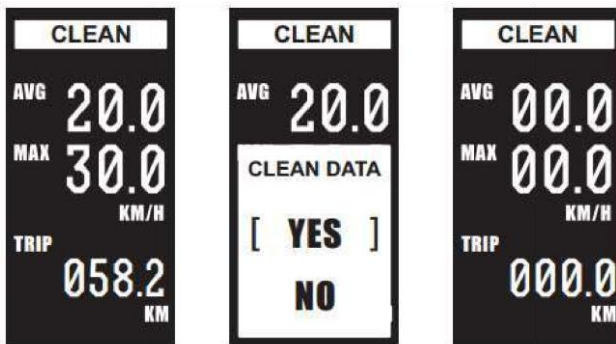 CLEAN
AVG 20.0
MAX 30.0
KM/H
TRIP
058.2
KM
CLEAN
AVG 20.0
CLEAN DATA
[ YES ]
NO
CLEAN
AVG 00.0
MAX 00.0
KM/H
TRIP
000.0
KM